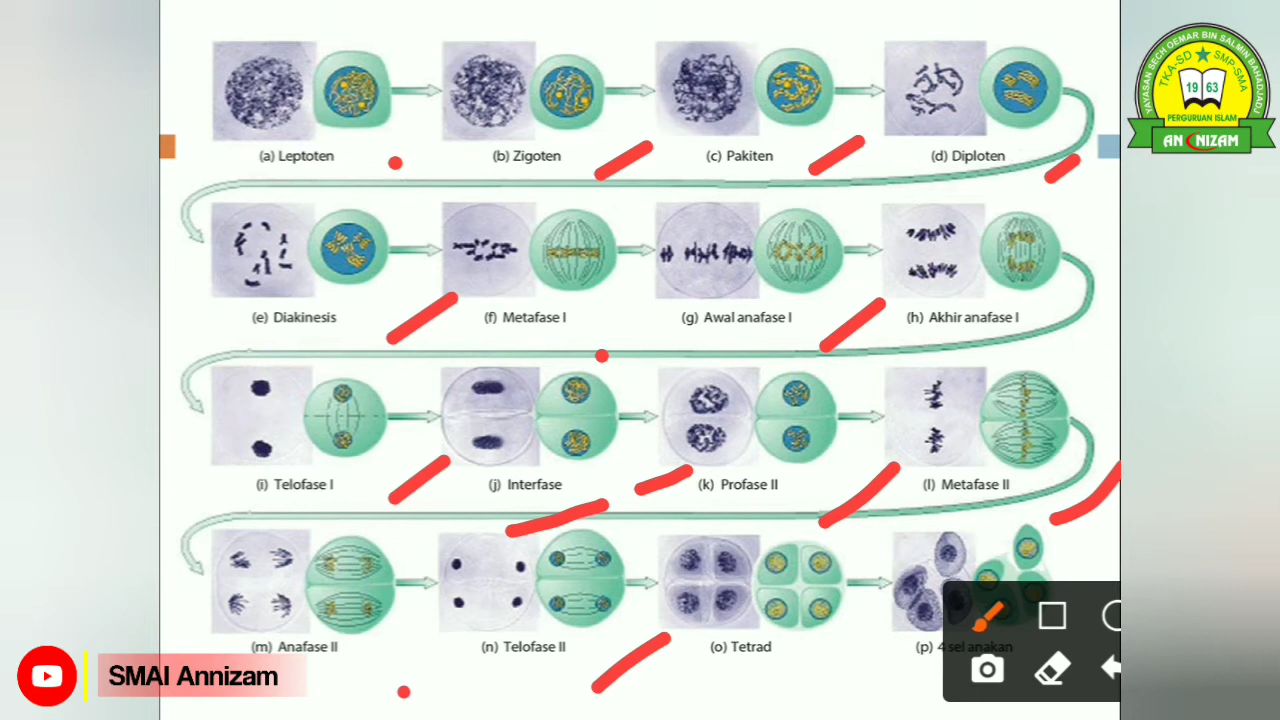 (a) Leptoten
(b) Zigoten
(c) Pakiten
(d) Diploten
(e) Diakinesis
(f) Metafase I
(g) Awal anafase I
(h) Akhir anafase I
(i) Telofase I
(j) Interfase
(k) Profase II
(l) Metafase II
(m) Anafase II
(n) Telofase II
(o) Tetrad
(p) 4 sel anakan
YAYASAN SECH OEMAR BIN SALMIN BAHADJADJ
TKA-SD SMP-SMA
19 63
PERGURUAN ISLAM
AN NIZAM
SMAI Annizam